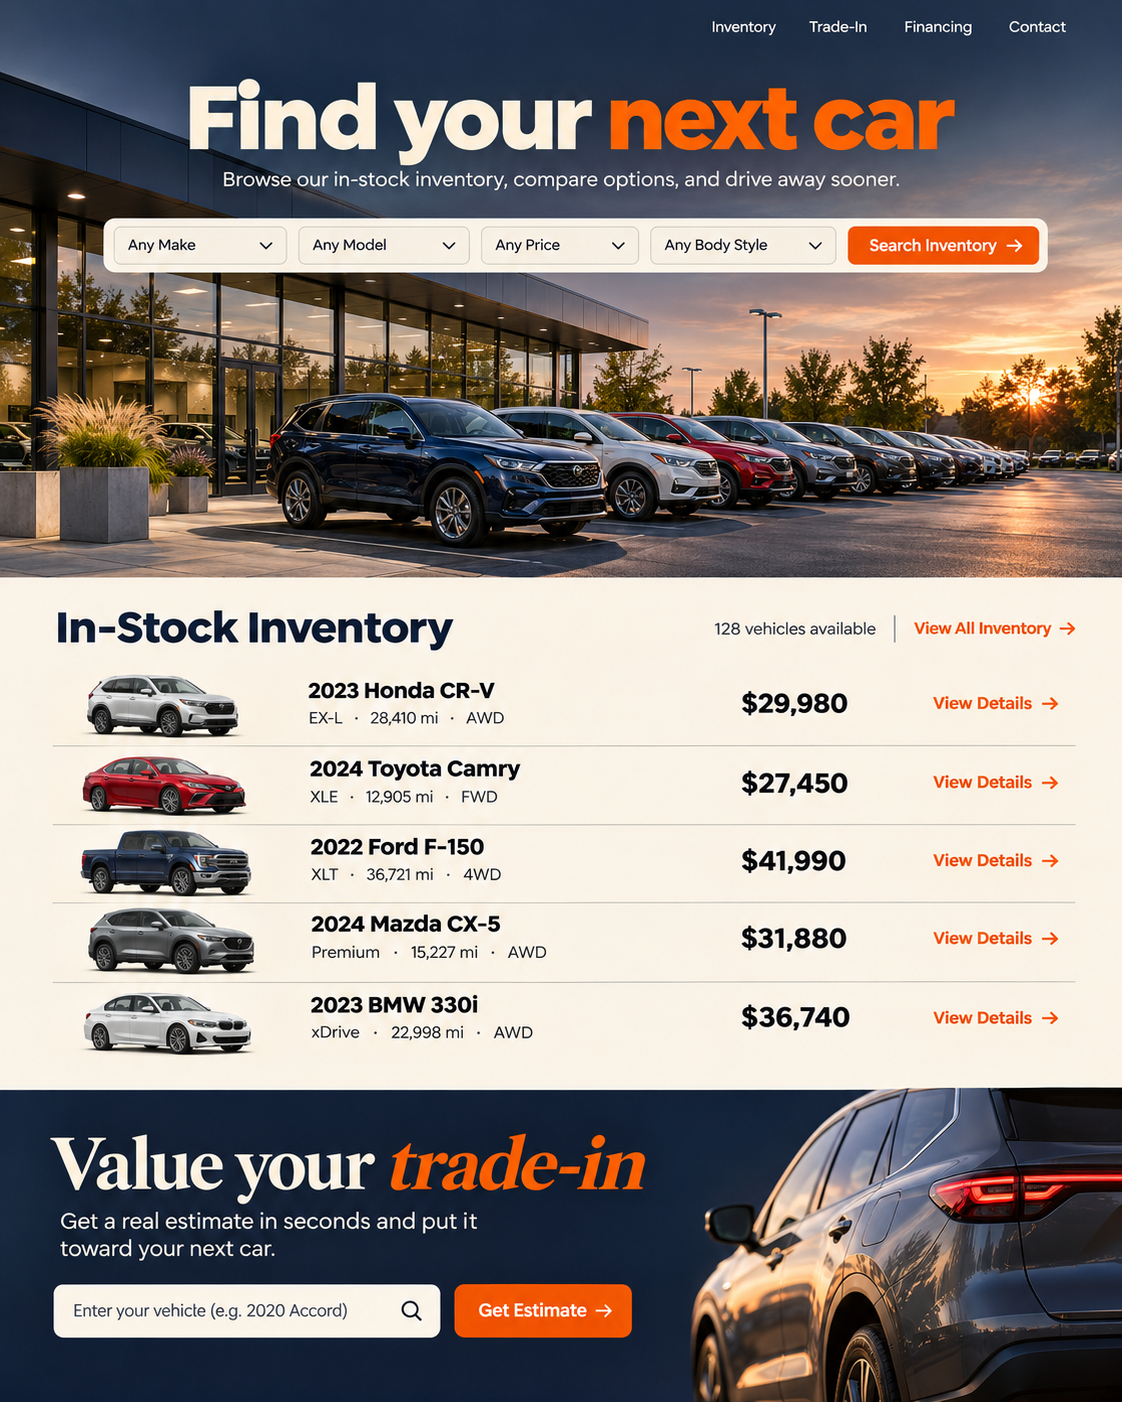 Inventory Trade-In Financing Contact
Find your next car
Browse our in-stock inventory, compare options, and drive away sooner.
Any Make Any Model Any Price Any Body Style Search Inventory →
In-Stock Inventory
128 vehicles available | View All Inventory →
2023 Honda CR-V
EX-L · 28,410 mi · AWD
$29,980
View Details →
2024 Toyota Camry
XLE · 12,905 mi · FWD
$27,450
View Details →
2022 Ford F-150
XLT · 36,721 mi · 4WD
$41,990
View Details →
2024 Mazda CX-5
Premium · 15,227 mi · AWD
$31,880
View Details →
2023 BMW 330i
xDrive · 22,998 mi · AWD
$36,740
View Details →
Value your trade-in
Get a real estimate in seconds and put it
toward your next car.
Enter your vehicle (e.g. 2020 Accord)
Get Estimate →